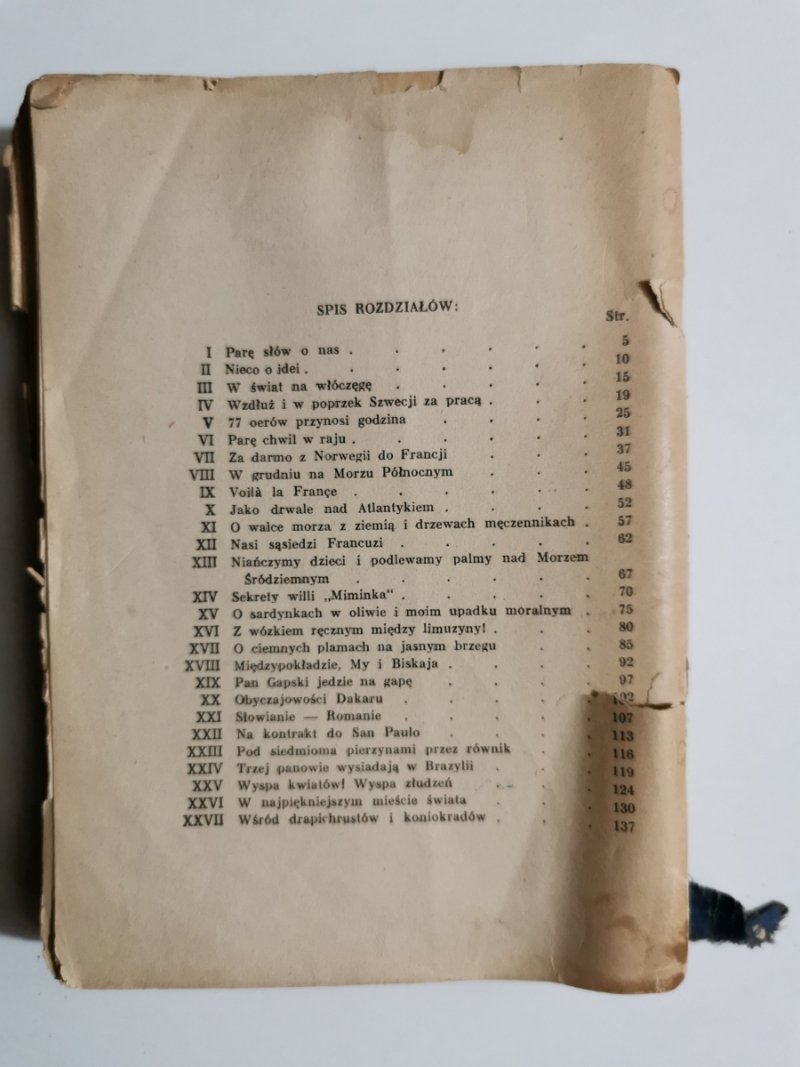 SPIS ROZDZIAŁÓW:
Str.
I Parę słów o nas . . . . . . 5
II Nieco o idei . . . . . . . 10
III W świat na włóczęgę . . . . . 15
IV Wzdłuż i w poprzek Szwecji za pracą . . . 19
V 77 oerów przynosi godzina . . . . 25
VI Parę chwil w raju . . . . . . 31
VII Za darmo z Norwegii do Francji . . . 37
VIII W grudniu na Morzu Północnym . . . 45
IX Voilà la Françe . . . . . . 48
X Jako drwale nad Atlantykiem . . . . 52
XI O walce morza z ziemią i drzewach męczennikach . 57
XII Nasi sąsiedzi Francuzi . . . . . 62
XIII Niańczymy dzieci i podlewamy palmy nad Morzem
Śródziemnym . . . . . . 67
XIV Sekrety willi „Miminka“ . . . . . 70
XV O sardynkach w oliwie i moim upadku moralnym . 75
XVI Z wózkiem ręcznym między limuzyny! . . . 80
XVII O ciemnych plamach na jasnym brzegu . . 85
XVIII Międzypokładzie, My i Biskaja . . . . 92
XIX Pan Gapski jedzie na gapę . . . . 97
XX Obyczajowości Dakaru . . . . . 102
XXI Słowianie — Romanie . . . . . 107
XXII Na kontrakt do San Paulo . . . . 113
XXIII Pod siedmioma pierzynami przez równik . . 116
XXIV Trzej panowie wysiadają w Brazylii . . . 119
XXV Wyspa kwiatów! Wyspa złudzeń . . . 124
XXVI W najpiękniejszym mieście świata . . . 130
XXVII Wśród drapichrustów i koniokradów . . . 137